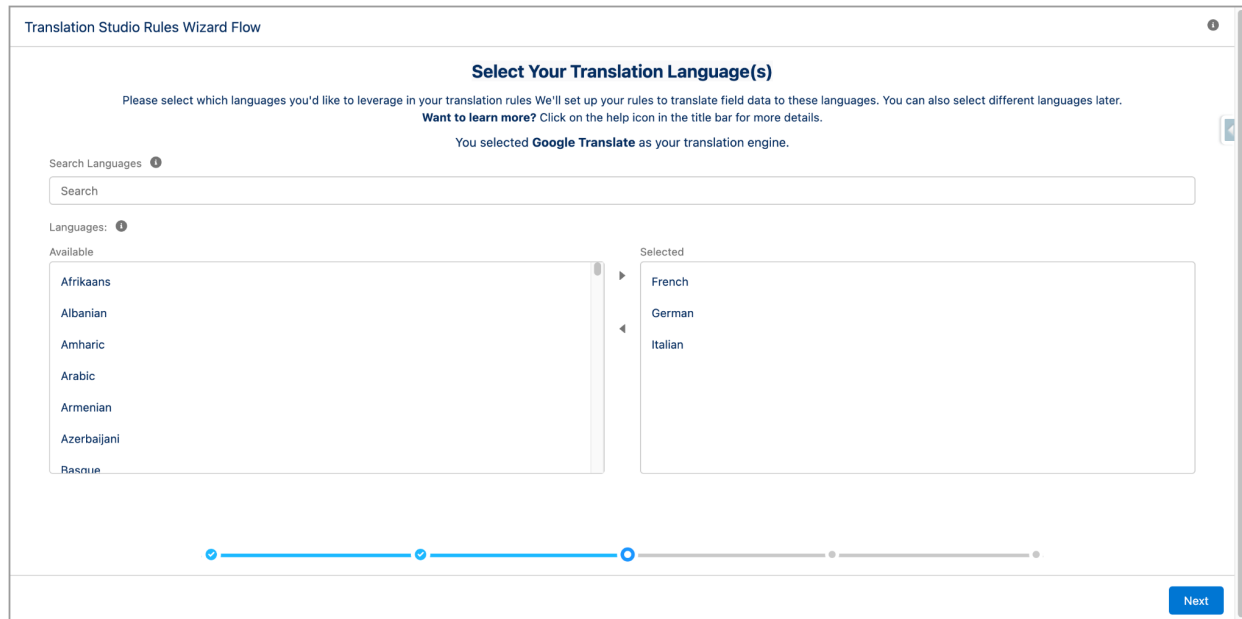 Translation Studio Rules Wizard Flow
Select Your Translation Language(s)
Please select which languages you'd like to leverage in your translation rules We'll set up your rules to translate field data to these languages. You can also select different languages later.
Want to learn more? Click on the help icon in the title bar for more details.
You selected Google Translate as your translation engine.
Search Languages
Search
Languages:
Available
Afrikaans
Albanian
Amharic
Arabic
Armenian
Azerbaijani
Basque
Selected
French
German
Italian
Next